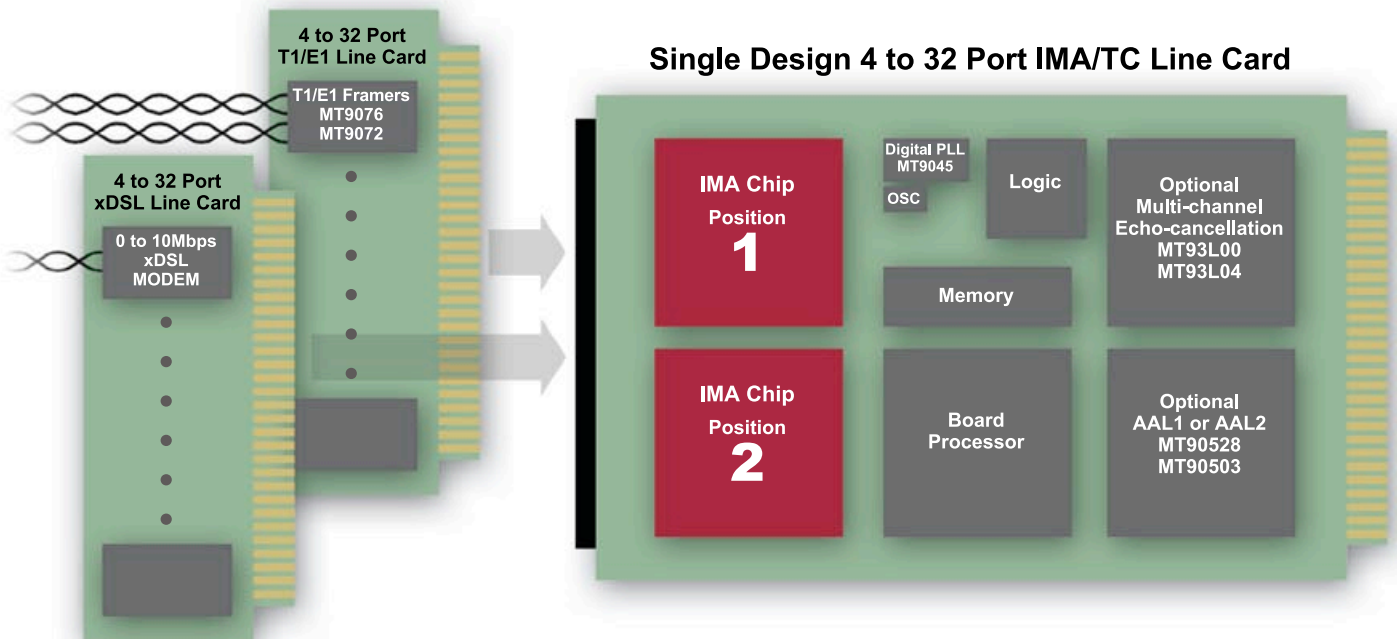 4 to 32 Port
T1/E1 Line Card
T1/E1 Framers
MT9076
MT9072
4 to 32 Port
xDSL Line Card
0 to 10Mbps
xDSL
MODEM
Single Design 4 to 32 Port IMA/TC Line Card
IMA Chip
Position
1
Digital PLL
MT9045
OSC
Logic
Optional
Multi-channel
Echo-cancellation
MT93L00
MT93L04
Memory
IMA Chip
Position
2
Board
Processor
Optional
AAL1 or AAL2
MT90528
MT90503